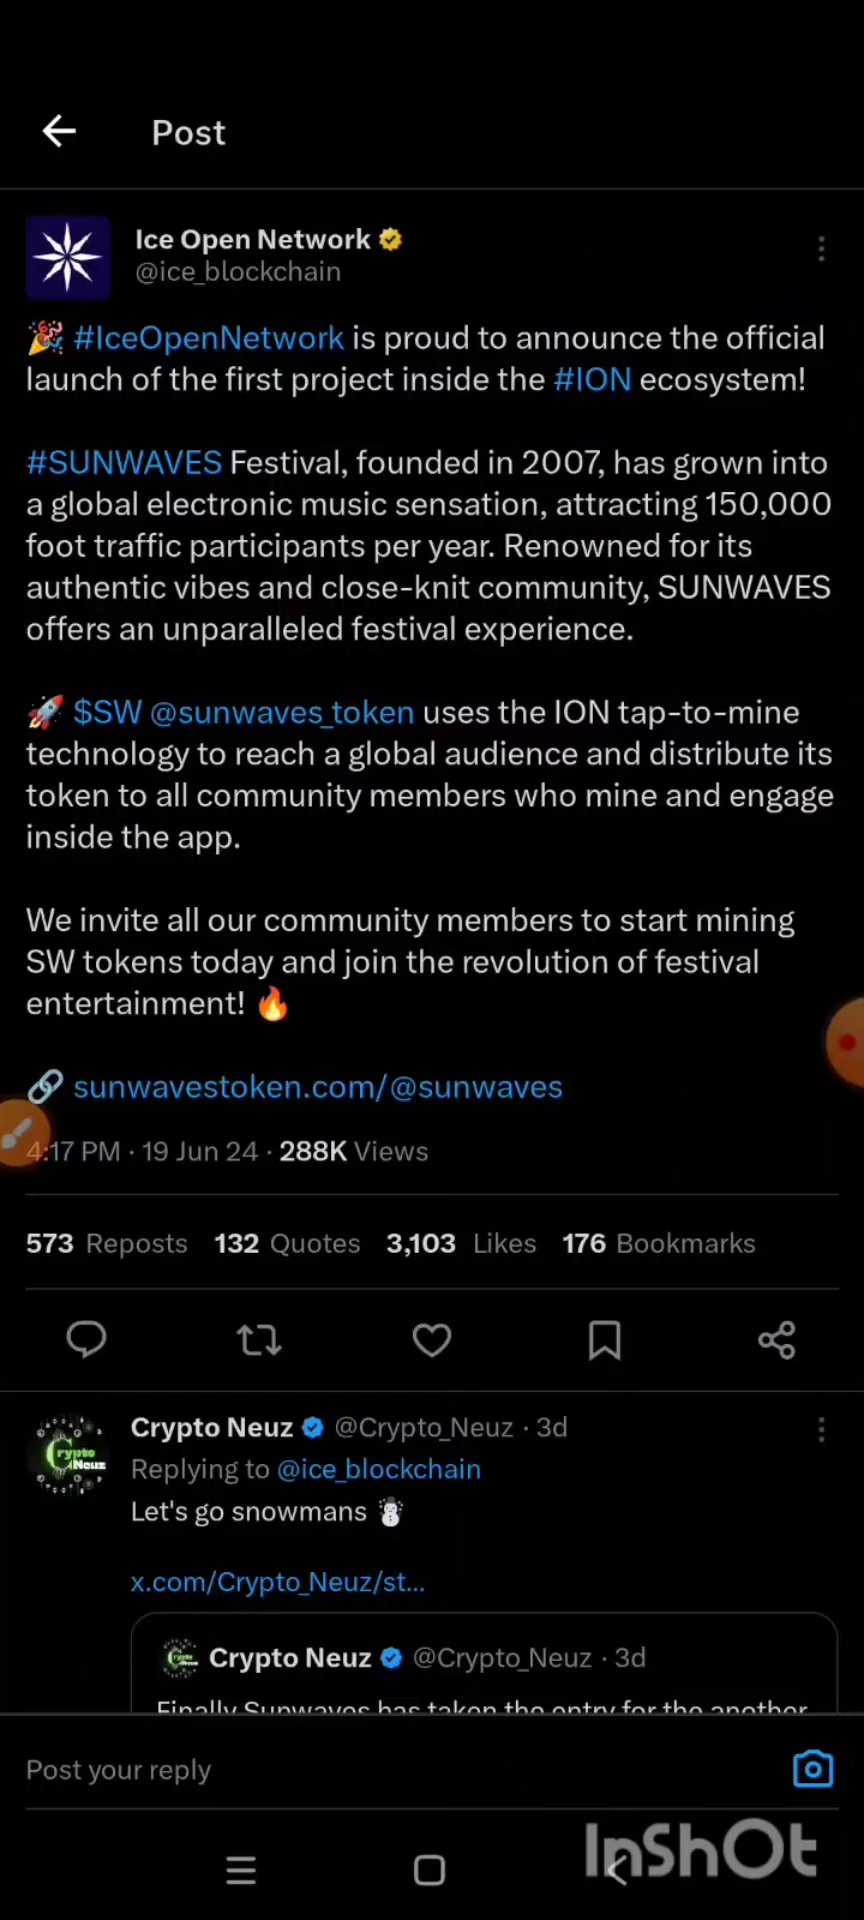 Post
Ice Open Network
@ice_blockchain
🎉 #IceOpenNetwork is proud to announce the official
launch of the first project inside the #ION ecosystem!
#SUNWAVES Festival, founded in 2007, has grown into
a global electronic music sensation, attracting 150,000
foot traffic participants per year. Renowned for its
authentic vibes and close-knit community, SUNWAVES
offers an unparalleled festival experience.
🚀 $SW @sunwaves_token uses the ION tap-to-mine
technology to reach a global audience and distribute its
token to all community members who mine and engage
inside the app.
We invite all our community members to start mining
SW tokens today and join the revolution of festival
entertainment! 🔥
🔗 sunwavestoken.com/@sunwaves
4:17 PM · 19 Jun 24 · 288K Views
573 Reposts 132 Quotes 3,103 Likes 176 Bookmarks
Crypto Neuz @Crypto_Neuz · 3d
Replying to @ice_blockchain
Let's go snowmans ☃️
x.com/Crypto_Neuz/st...
Crypto Neuz @Crypto_Neuz · 3d
Finally Sunwaves has taken the entry for the another
Post your reply
InShOt